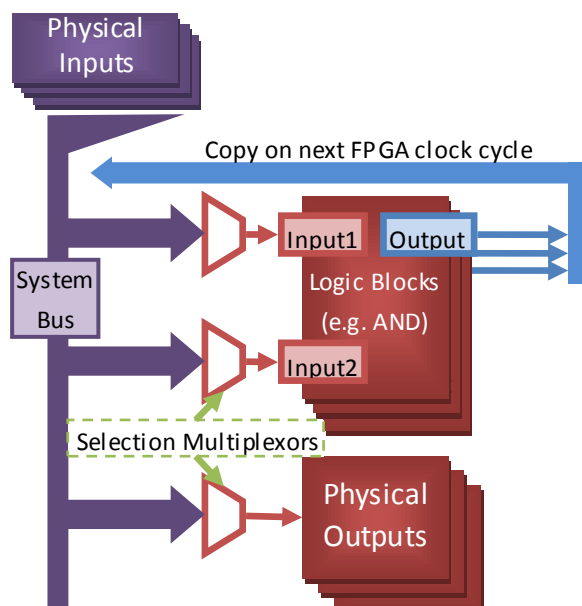 Physical
Inputs
Copy on next FPGA clock cycle
Input1
Output
System
Bus
Logic Blocks
(e.g. AND)
Input2
Selection Multiplexors
Physical
Outputs